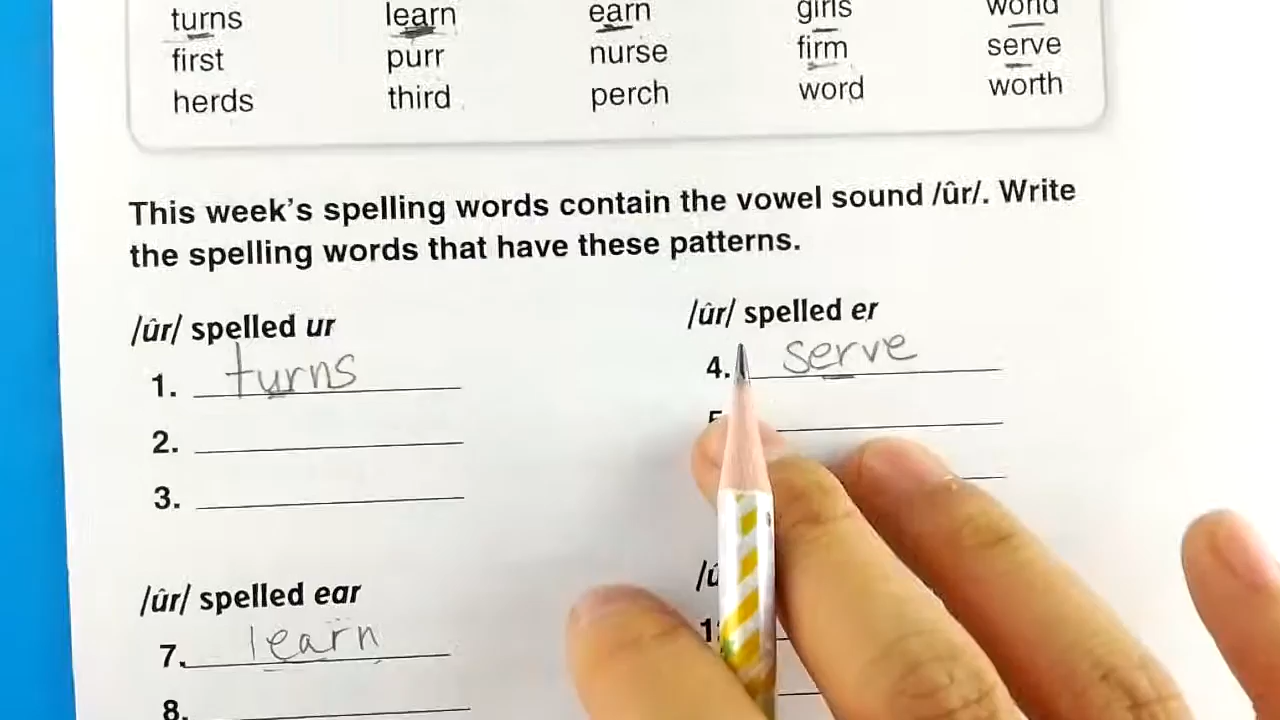 turns learn earn girls world
first purr nurse firm serve
herds third perch word worth
This week's spelling words contain the vowel sound /ûr/. Write
the spelling words that have these patterns.
/ûr/ spelled ur
1. turns
2.
3.
/ûr/ spelled er
4. serve
/ûr/ spelled ear
7. learn
8.